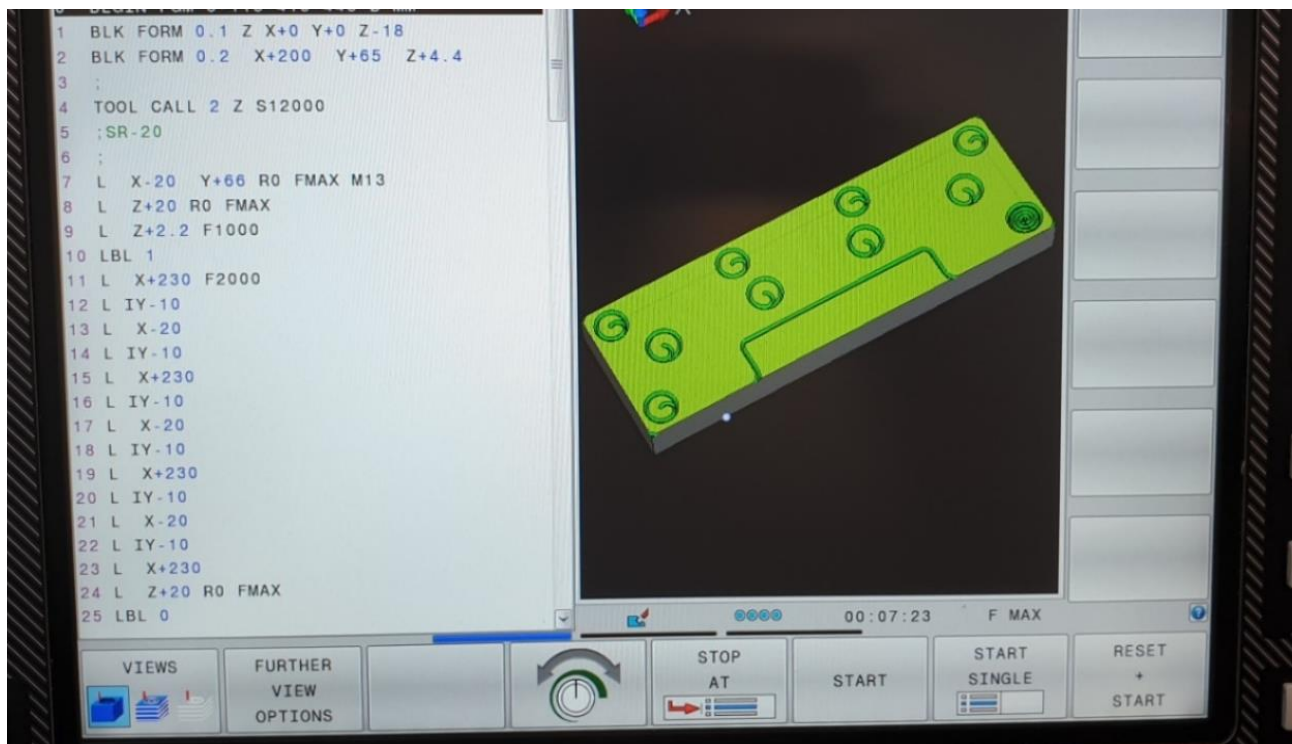 1 BLK FORM 0.1 Z X+0 Y+0 Z-18
2 BLK FORM 0.2 X+200 Y+65 Z+4.4
3 ;
4 TOOL CALL 2 Z S12000
5 ;SR-20
6 ;
7 L X-20 Y+66 R0 FMAX M13
8 L Z+20 R0 FMAX
9 L Z+2.2 F1000
10 LBL 1
11 L X+230 F2000
12 L IY-10
13 L X-20
14 L IY-10
15 L X+230
16 L IY-10
17 L X-20
18 L IY-10
19 L X+230
20 L IY-10
21 L X-20
22 L IY-10
23 L X+230
24 L Z+20 R0 FMAX
25 LBL 0
X
00:07:23 F MAX
VIEWS
FURTHER
VIEW
OPTIONS
STOP
AT
START
START
SINGLE
RESET
+
START